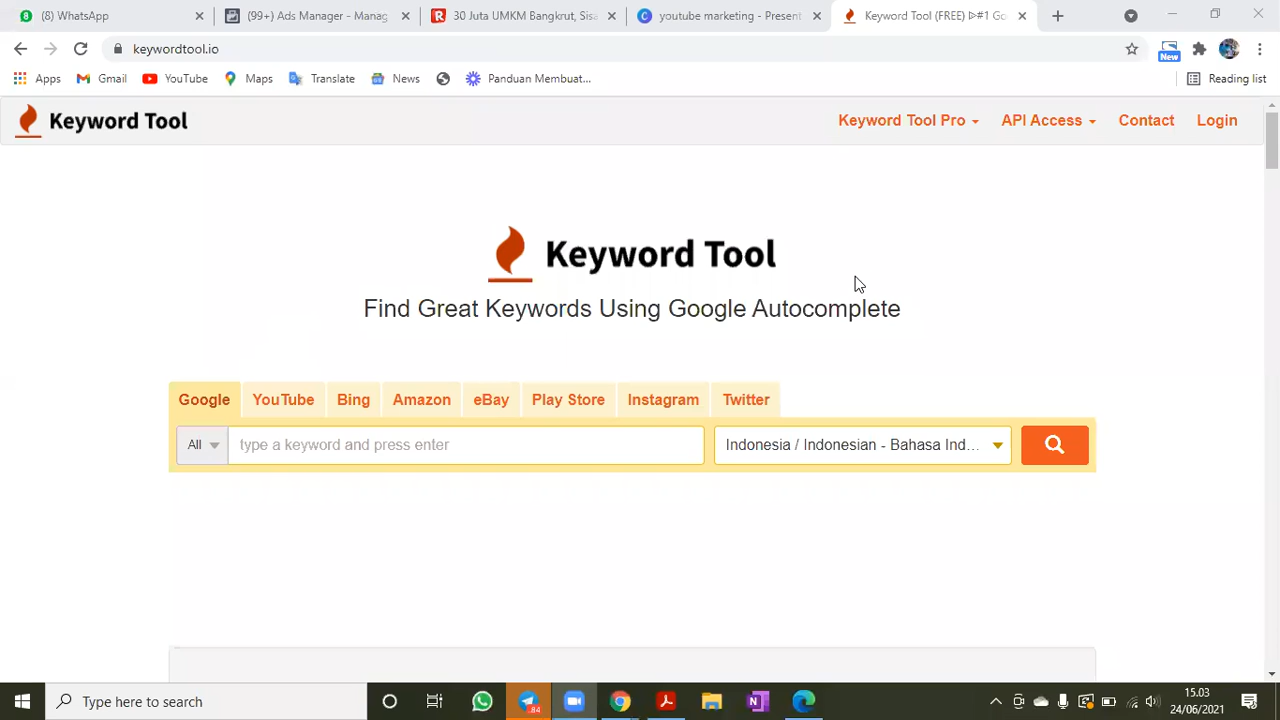 (8) WhatsApp
(99+) Ads Manager - Manag
30 Juta UMKM Bangkrut, Sisa
youtube marketing - Present
Keyword Tool (FREE) ᐈ#1 Go
keywordtool.io
New
Apps
Gmail
YouTube
Maps
Translate
News
Panduan Membuat...
Reading list
Keyword Tool
Keyword Tool Pro
API Access
Contact
Login
Keyword Tool
Find Great Keywords Using Google Autocomplete
Google
YouTube
Bing
Amazon
eBay
Play Store
Instagram
Twitter
All
type a keyword and press enter
Indonesia / Indonesian - Bahasa Ind...
Type here to search
84
15.03
24/06/2021